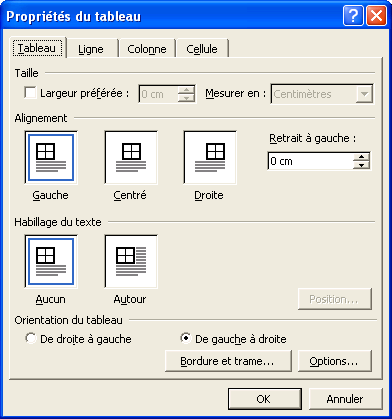 Propriétés du tableau
Tableau Ligne Colonne Cellule
Taille
Largeur préférée : 0 cm Mesurer en : Centimètres
Alignement
Retrait à gauche :
0 cm
Gauche Centré Droite
Habillage du texte
Aucun Autour
Position...
Orientation du tableau
De droite à gauche De gauche à droite
Bordure et trame... Options...
OK Annuler